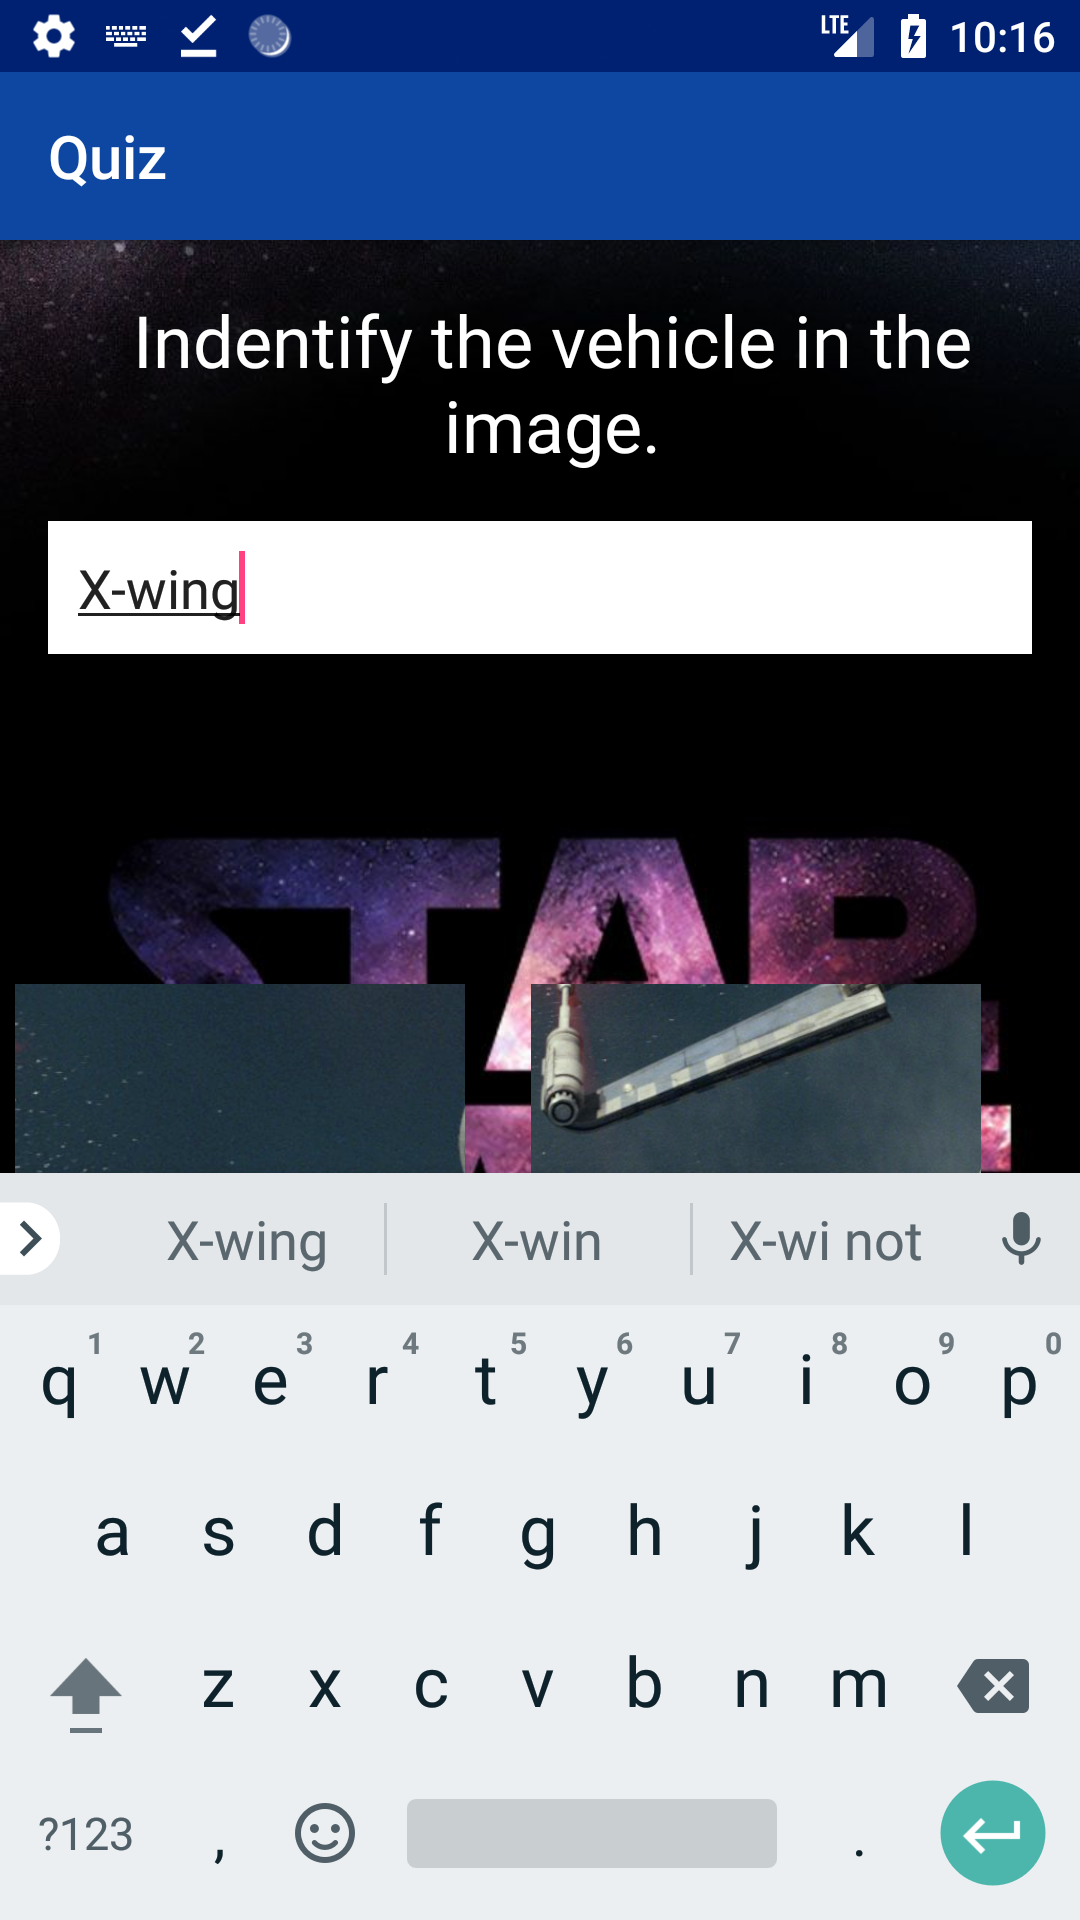 LTE 10:16
Quiz
Indentify the vehicle in the
image.
X-wing
STAR
X-wing X-win X-wi not
1 2 3 4 5 6 7 8 9 0
q w e r t y u i o p
a s d f g h j k l
z x c v b n m
?123 , .